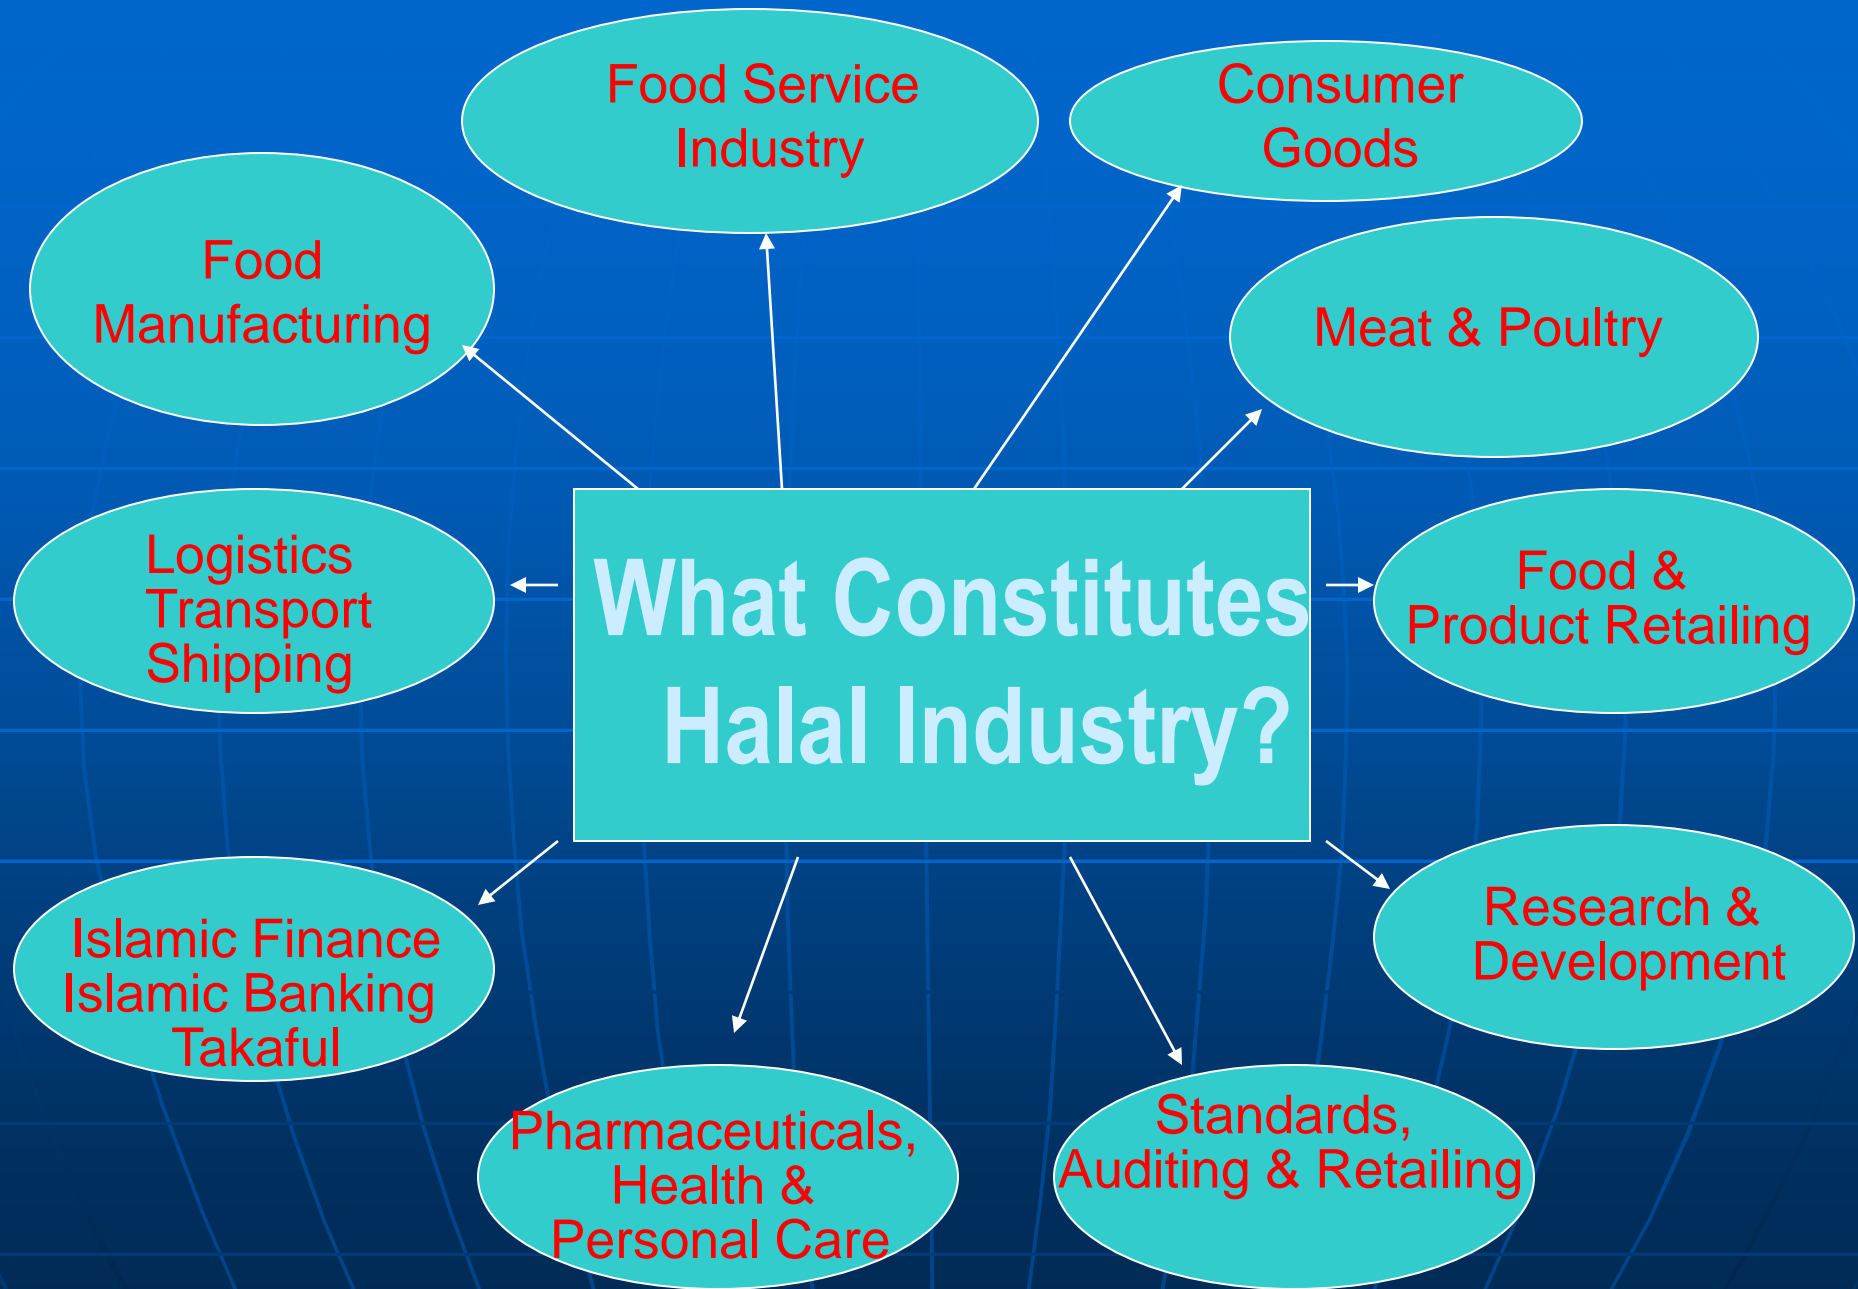 Food Service
Industry
Consumer
Goods
Food
Manufacturing
Meat & Poultry
Logistics
Transport
Shipping
What Constitutes
Halal Industry?
Food &
Product Retailing
Islamic Finance
Islamic Banking
Takaful
Research &
Development
Pharmaceuticals,
Health &
Personal Care
Standards,
Auditing & Retailing